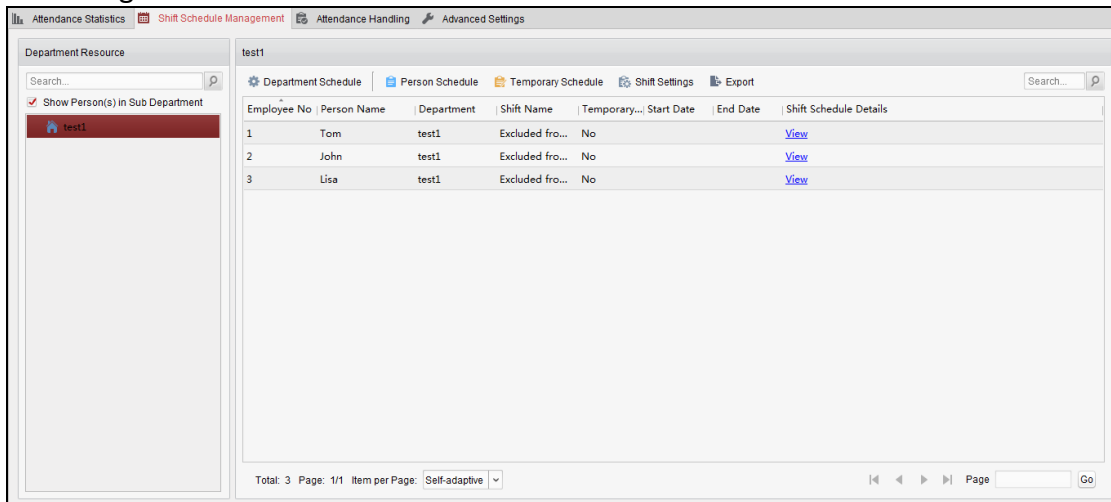 Attendance Statistics Shift Schedule Management Attendance Handling Advanced Settings
Department Resource
Search...
Show Person(s) in Sub Department
test1
test1
Department Schedule Person Schedule Temporary Schedule Shift Settings Export Search...
Employee No Person Name Department Shift Name Temporary... Start Date End Date Shift Schedule Details
1 Tom test1 Excluded fro... No View
2 John test1 Excluded fro... No View
3 Lisa test1 Excluded fro... No View
Total: 3 Page: 1/1 Item per Page: Self-adaptive Page Go